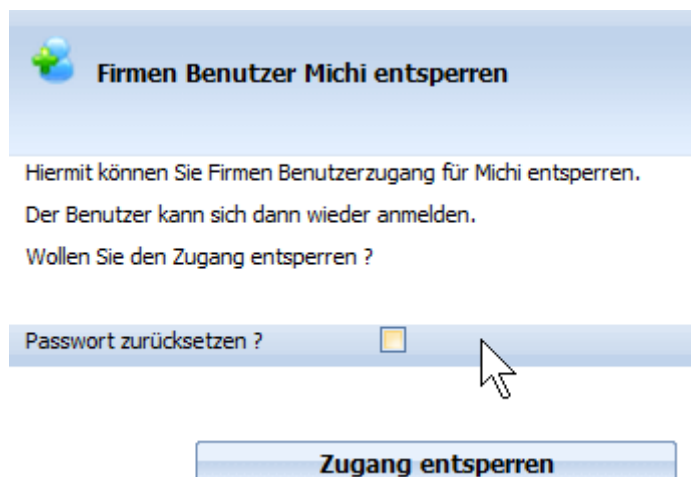 Firmen Benutzer Michi entsperren
Hiermit können Sie Firmen Benutzerzugang für Michi entsperren.
Der Benutzer kann sich dann wieder anmelden.
Wollen Sie den Zugang entsperren ?
Passwort zurücksetzen ?
Zugang entsperren